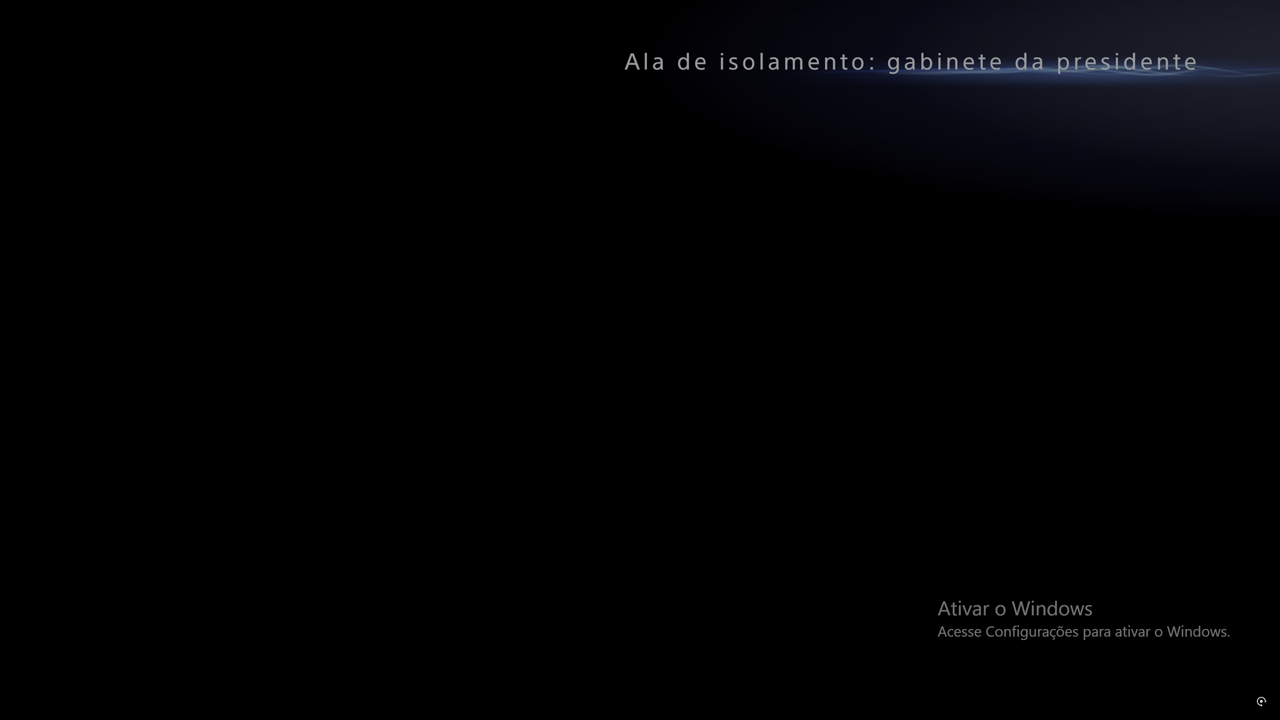 Ala de isolamento: gabinete da presidente
Ativar o Windows
Acesse Configurações para ativar o Windows.